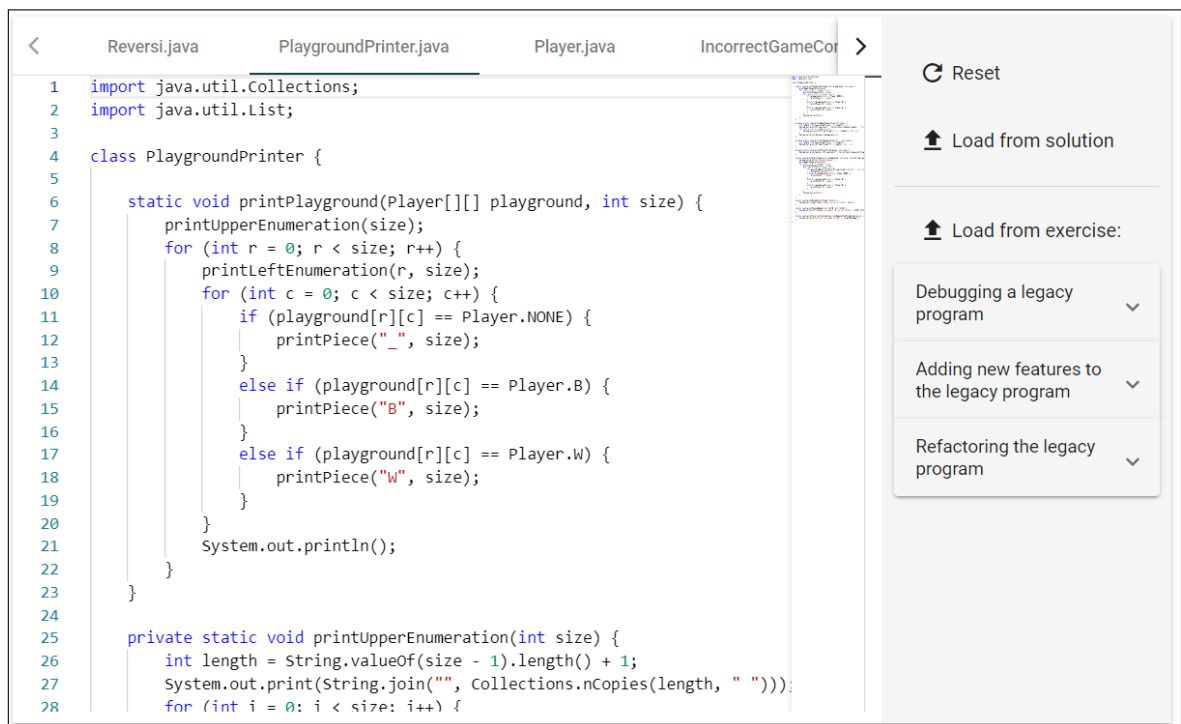 Reversi.java PlaygroundPrinter.java Player.java IncorrectGameCor
1 import java.util.Collections;
2 import java.util.List;
3
4 class PlaygroundPrinter {
5
6     static void printPlayground(Player[][] playground, int size) {
7         printUpperEnumeration(size);
8         for (int r = 0; r < size; r++) {
9             printLeftEnumeration(r, size);
10             for (int c = 0; c < size; c++) {
11                 if (playground[r][c] == Player.NONE) {
12                     printPiece("_", size);
13                 }
14                 else if (playground[r][c] == Player.B) {
15                     printPiece("B", size);
16                 }
17                 else if (playground[r][c] == Player.W) {
18                     printPiece("W", size);
19                 }
20             }
21             System.out.println();
22         }
23     }
24
25     private static void printUpperEnumeration(int size) {
26         int length = String.valueOf(size - 1).length() + 1;
27         System.out.print(String.join("", Collections.nCopies(length, " ")));
28         for (int i = 0; i < size; i++) {
Reset
Load from solution
Load from exercise:
Debugging a legacy
program
Adding new features to
the legacy program
Refactoring the legacy
program